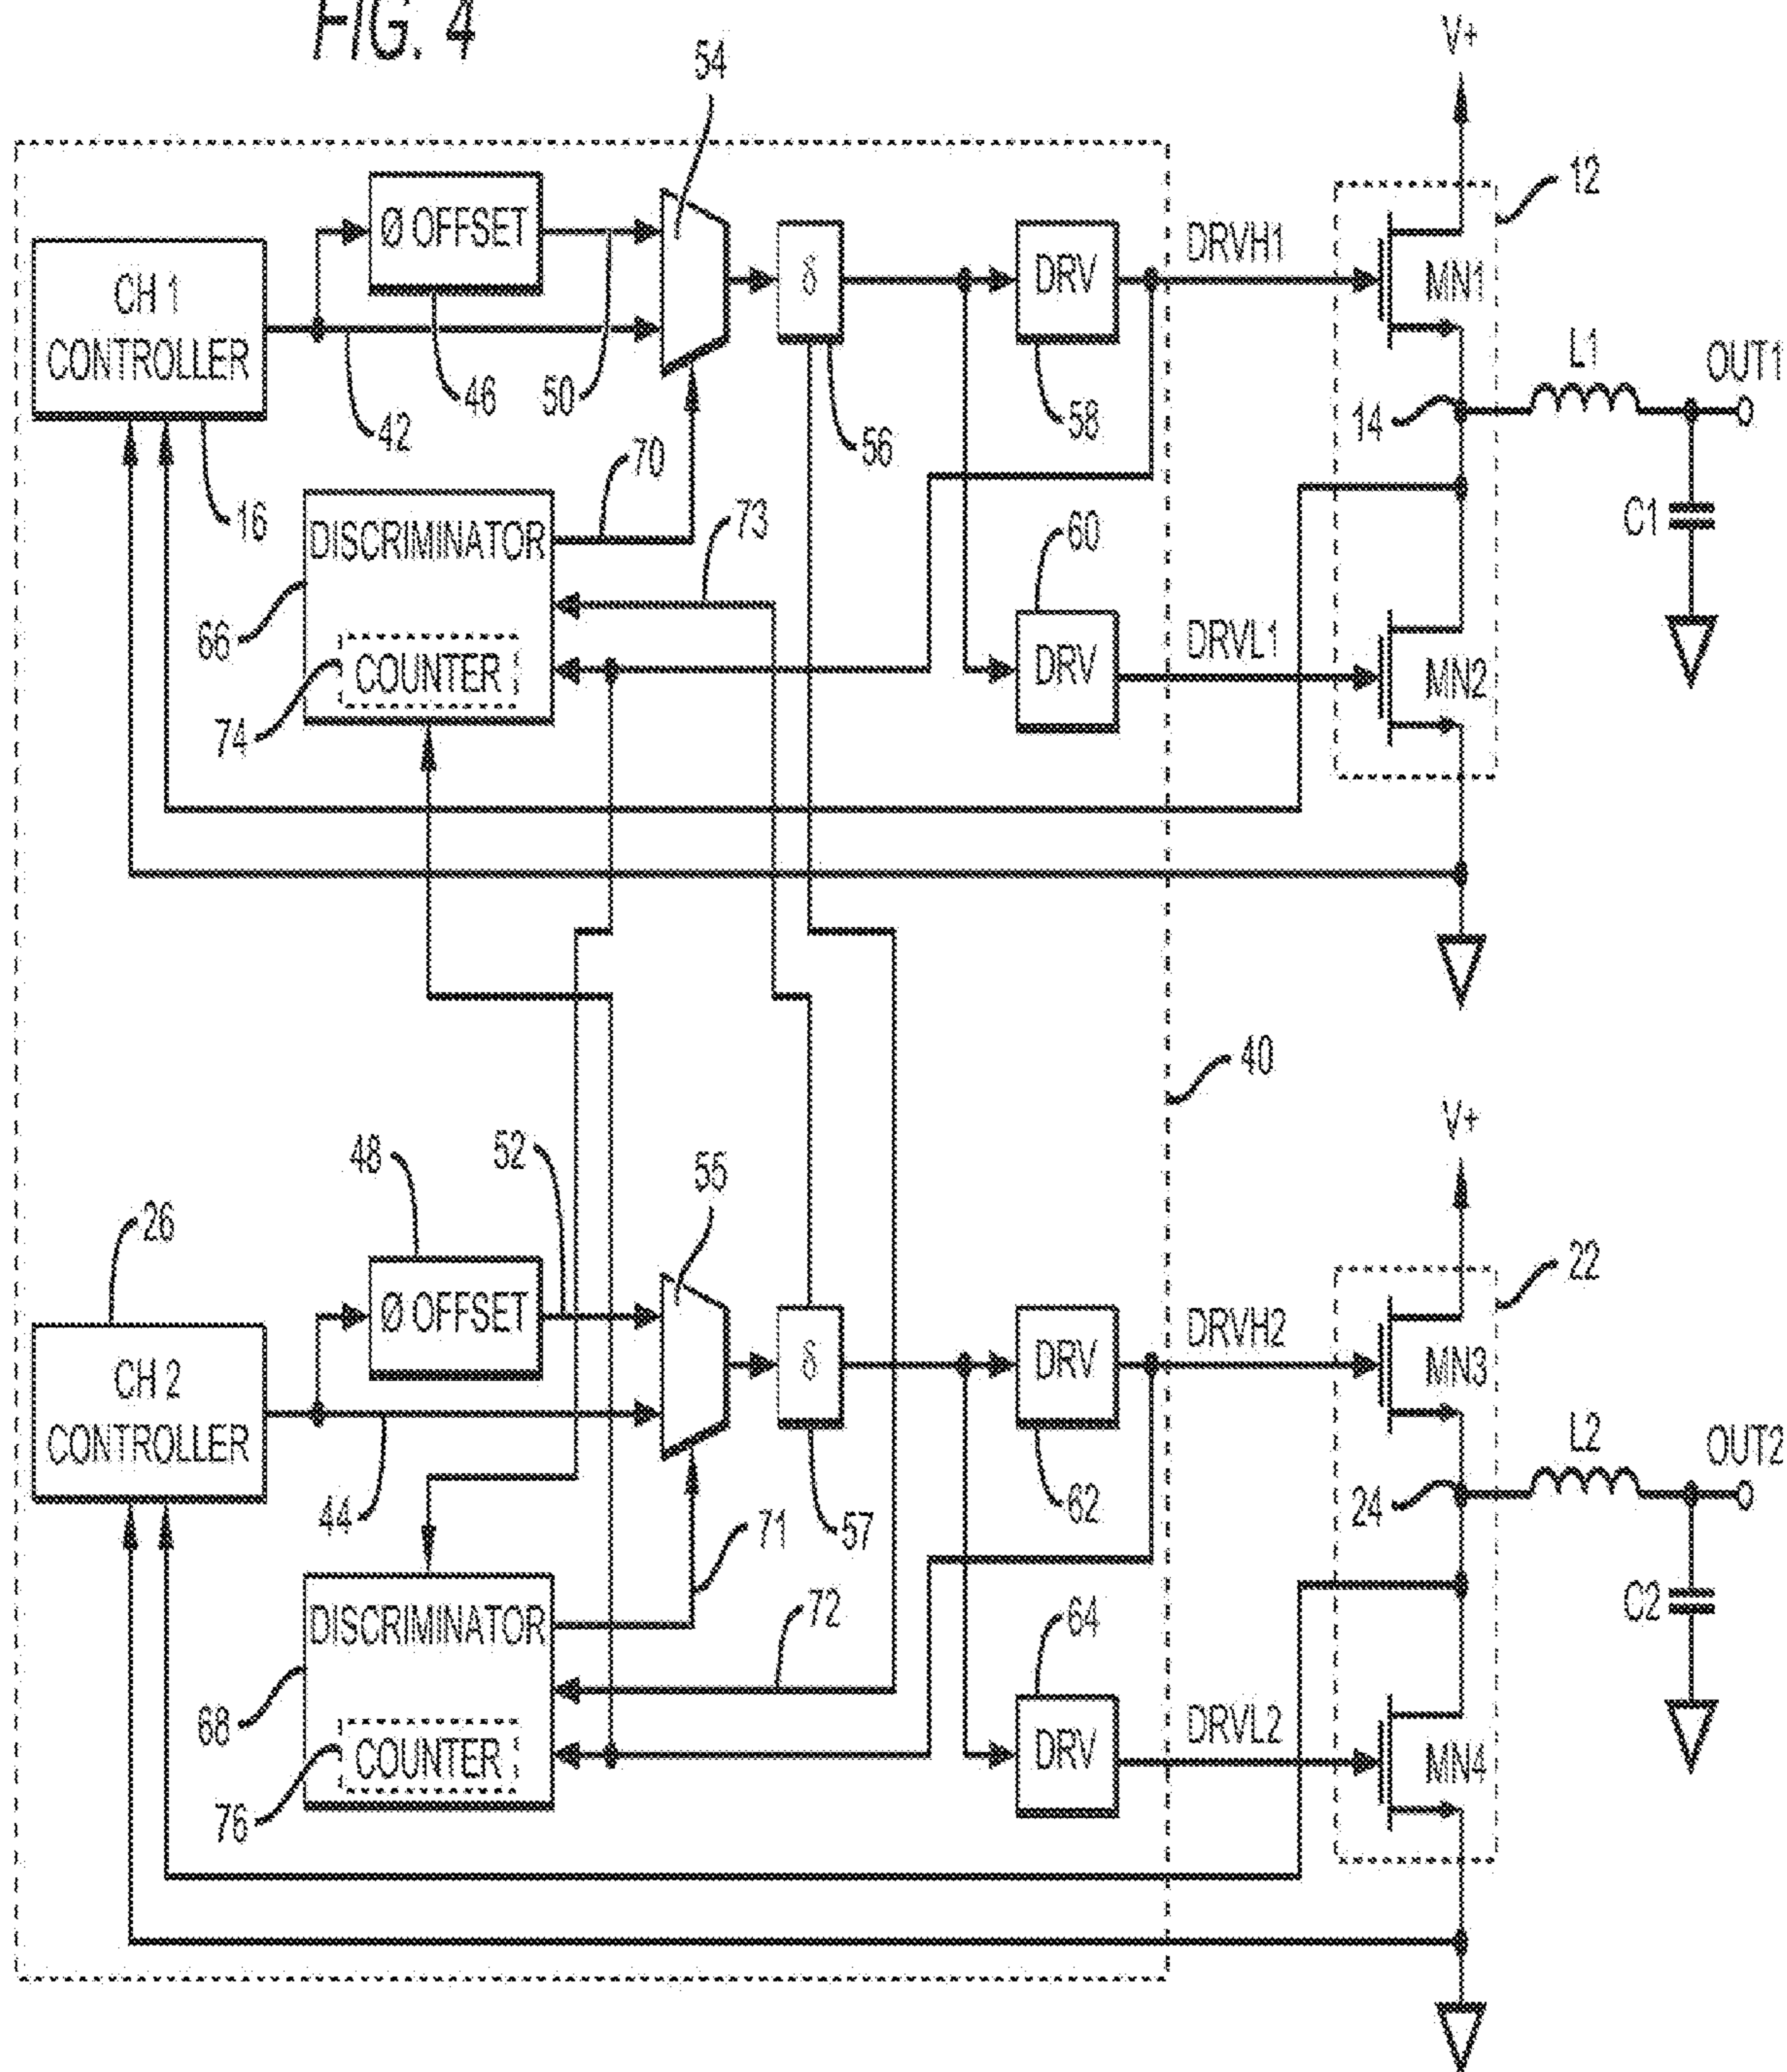 FIG. 4
54
V+
12
Ø OFFSET
CH 1
CONTROLLER
δ
DRV
DRVH1
MN1
L1
OUT1
42
46
50
56
58
14
16
70
73
C1
DISCRIMINATOR
60
66
COUNTER
DRV
DRVL1
MN2
74
40
V+
48
52
55
26
22
Ø OFFSET
CH 2
CONTROLLER
δ
DRV
DRVH2
MN3
L2
OUT2
44
57
62
24
71
72
64
C2
DISCRIMINATOR
68
COUNTER
DRV
DRVL2
MN4
76